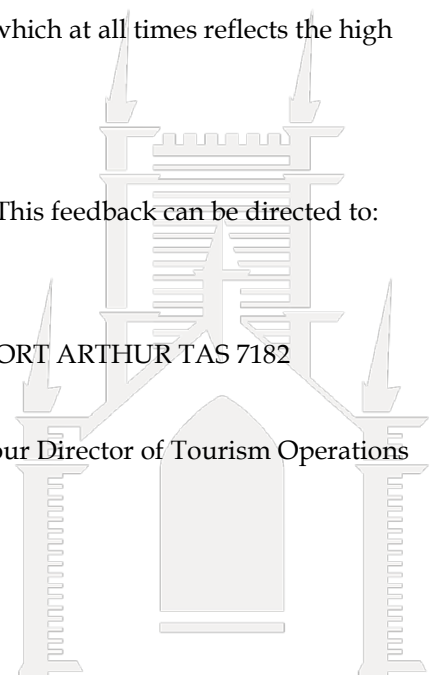 which at all times reflects the high
This feedback can be directed to:
ORT ARTHUR TAS 7182
our Director of Tourism Operations